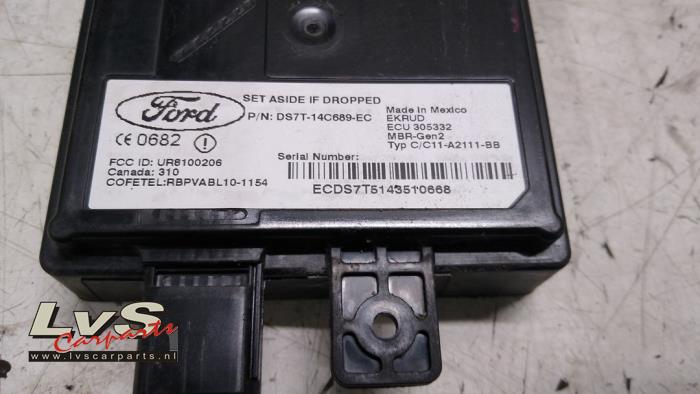 Ford
SET ASIDE IF DROPPED
P/N: DS7T-14C689-EC
CE 0682
FCC ID: UR8100206
Canada: 310
COFETEL:RBPVABL10-1154
Made in Mexico
EKRUD
ECU 305332
MBR-Gen2
Typ C/C11-A2111-BB
Serial Number:
ECDS7T5143510668
LvS
Carparts
www.lvscarparts.nl